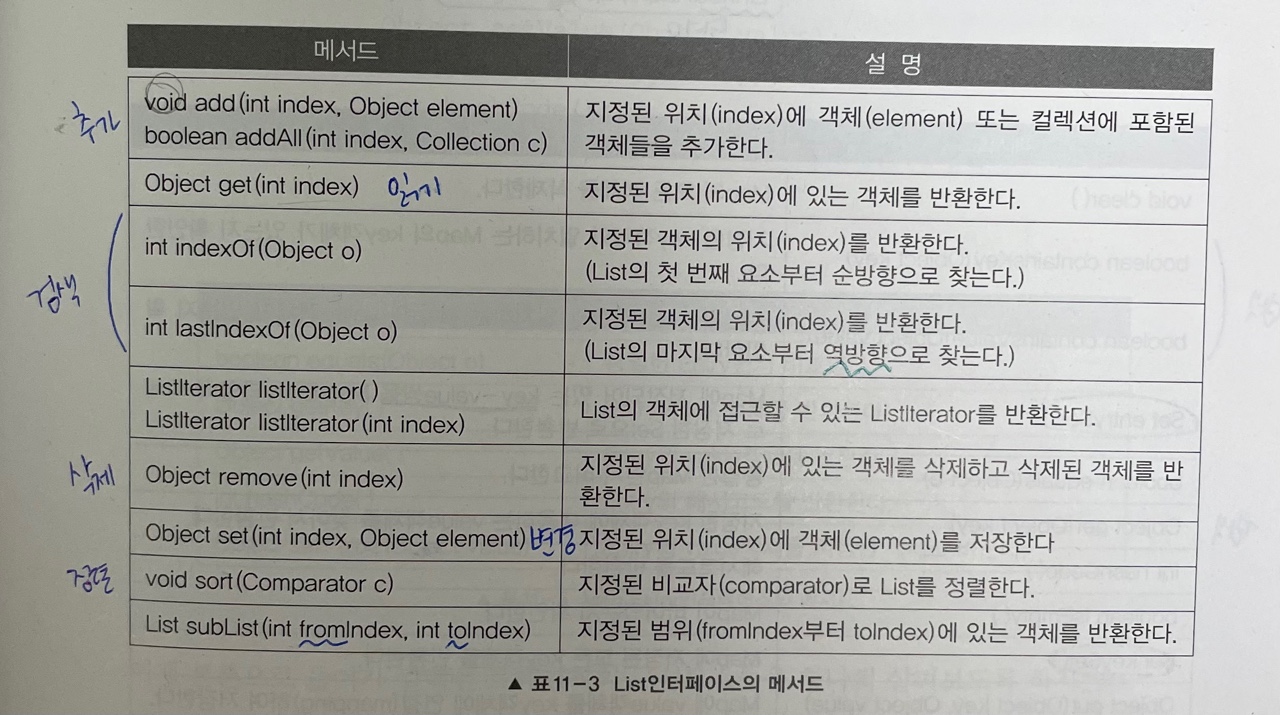 메서드 설 명
추가
void add(int index, Object element)
boolean addAll(int index, Collection c)
지정된 위치(index)에 객체(element) 또는 컬렉션에 포함된
객체들을 추가한다.
Object get(int index) 읽기
지정된 위치(index)에 있는 객체를 반환한다.
검색
int indexOf(Object o)
지정된 객체의 위치(index)를 반환한다.
(List의 첫 번째 요소부터 순방향으로 찾는다.)
int lastIndexOf(Object o)
지정된 객체의 위치(index)를 반환한다.
(List의 마지막 요소부터 역방향으로 찾는다.)
ListIterator listIterator( )
ListIterator listIterator(int index)
List의 객체에 접근할 수 있는 ListIterator를 반환한다.
삭제
Object remove(int index)
지정된 위치(index)에 있는 객체를 삭제하고 삭제된 객체를 반
환한다.
Object set(int index, Object element) 변경
지정된 위치(index)에 객체(element)를 저장한다
정렬
void sort(Comparator c)
지정된 비교자(comparator)로 List를 정렬한다.
List subList(int fromIndex, int toIndex)
지정된 범위(fromIndex부터 toIndex)에 있는 객체를 반환한다.
▲ 표11-3 List인터페이스의 메서드